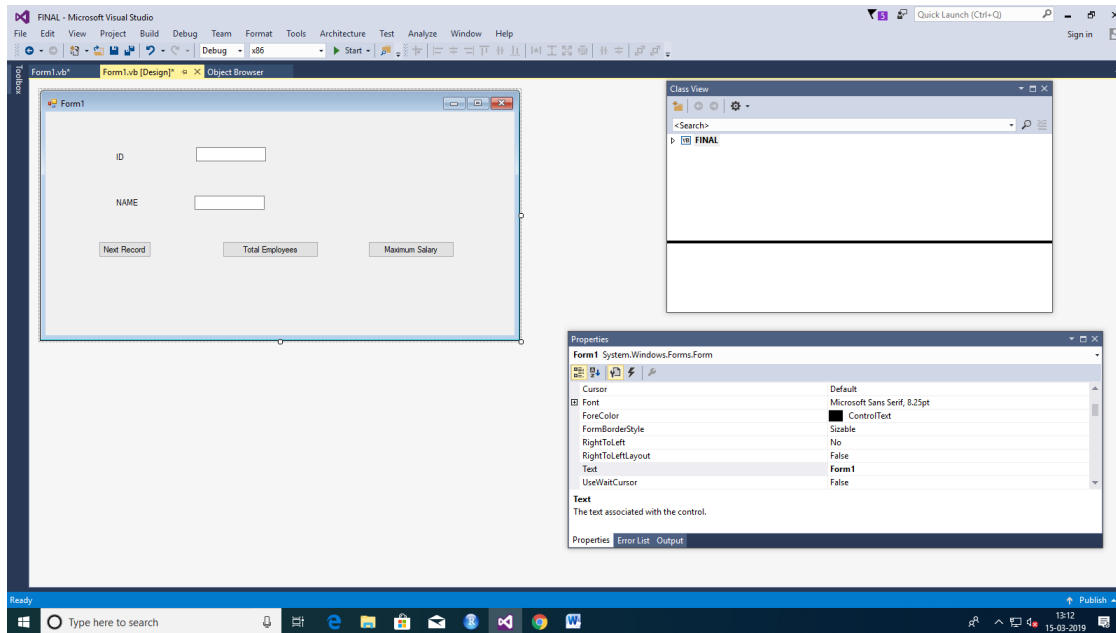 FINAL - Microsoft Visual Studio
5
Quick Launch (Ctrl+Q)
File Edit View Project Build Debug Team Format Tools Architecture Test Analyze Window Help
Sign in
Debug x86 Start
Toolbox
Form1.vb* Form1.vb [Design]* Object Browser
Form1
ID
NAME
Next Record Total Employees Maximum Salary
Class View
<Search>
VB FINAL
Properties
Form1 System.Windows.Forms.Form
Cursor Default
Font Microsoft Sans Serif, 8.25pt
ForeColor ControlText
FormBorderStyle Sizable
RightToLeft No
RightToLeftLayout False
Text Form1
UseWaitCursor False
Text
The text associated with the control.
Properties Error List Output
Ready
Publish
Type here to search
13:12
15-03-2019